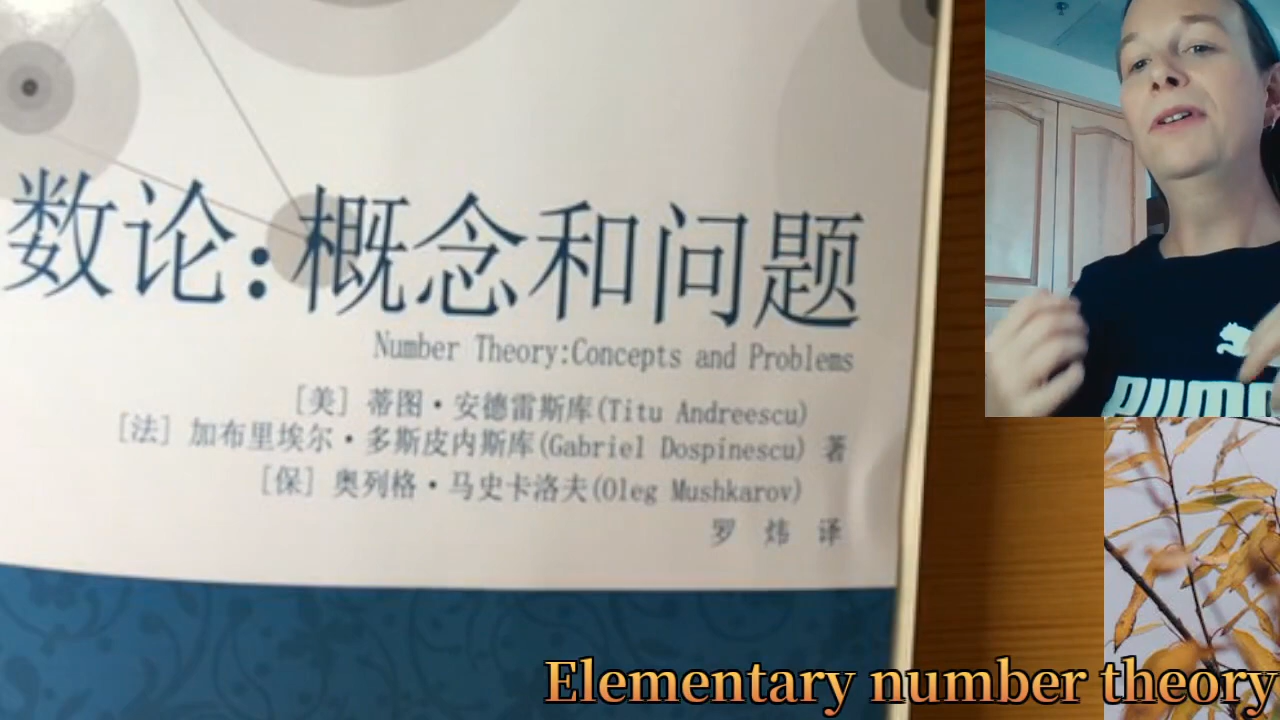 数论:概念和问题
Number Theory:Concepts and Problems
[美] 蒂图·安德雷斯库(Titu Andreescu)
[法] 加布里埃尔·多斯皮内斯库(Gabriel Dospinescu) 著
[保] 奥列格·马史卡洛夫(Oleg Mushkarov)
罗 炜 译
PUMA
Elementary number theory